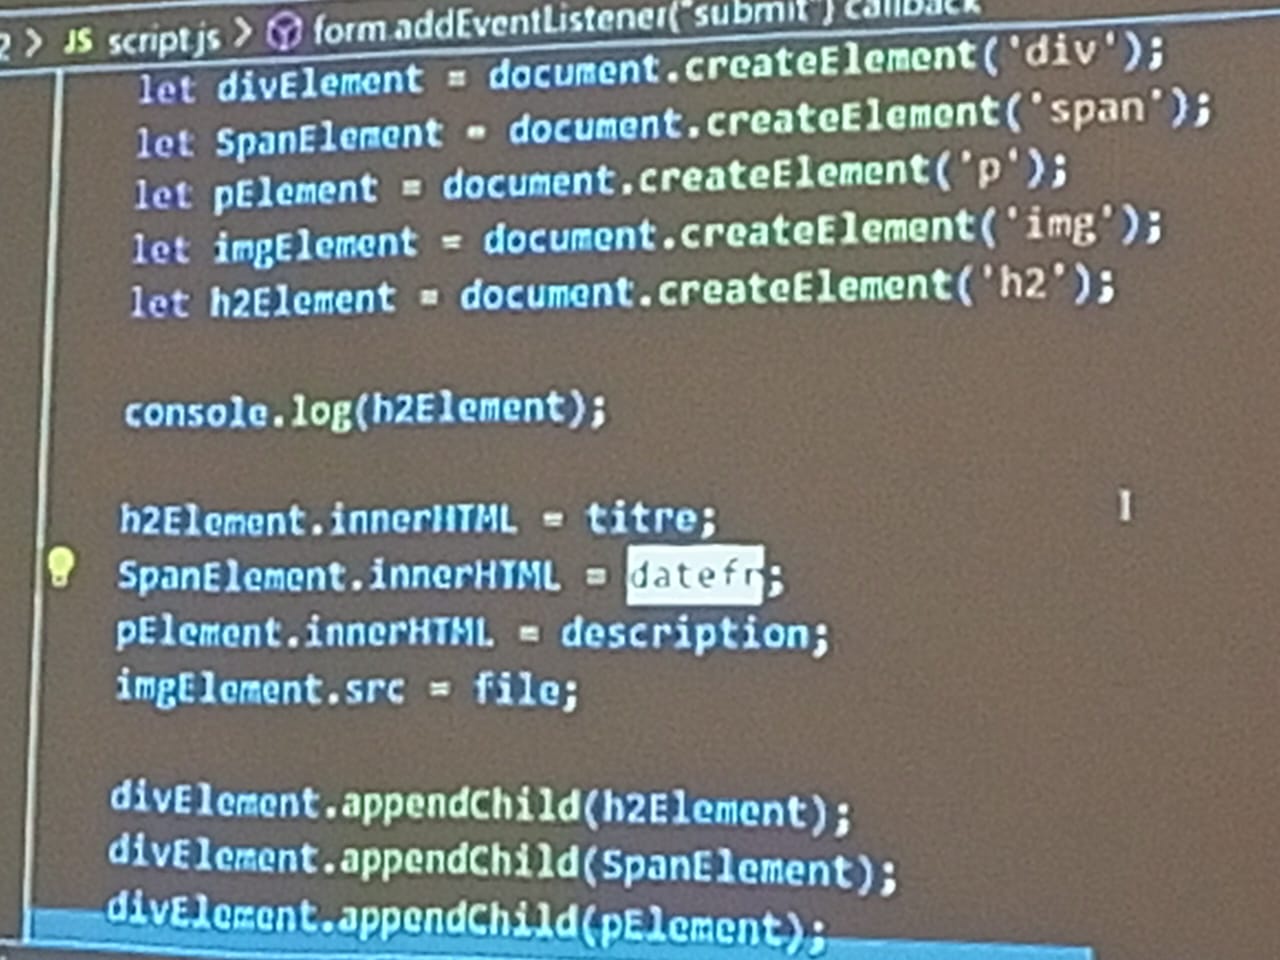 2 > JS script.js > form.addEventListener("submit") callback
let divElement = document.createElement('div');
let SpanElement = document.createElement('span');
let pElement = document.createElement('p');
let imgElement = document.createElement('img');
let h2Element = document.createElement('h2');
console.log(h2Element);
h2Element.innerHTML = titre;
SpanElement.innerHTML = datefr;
pElement.innerHTML = description;
imgElement.src = file;
divElement.appendChild(h2Element);
divElement.appendChild(SpanElement);
divElement.appendChild(pElement);